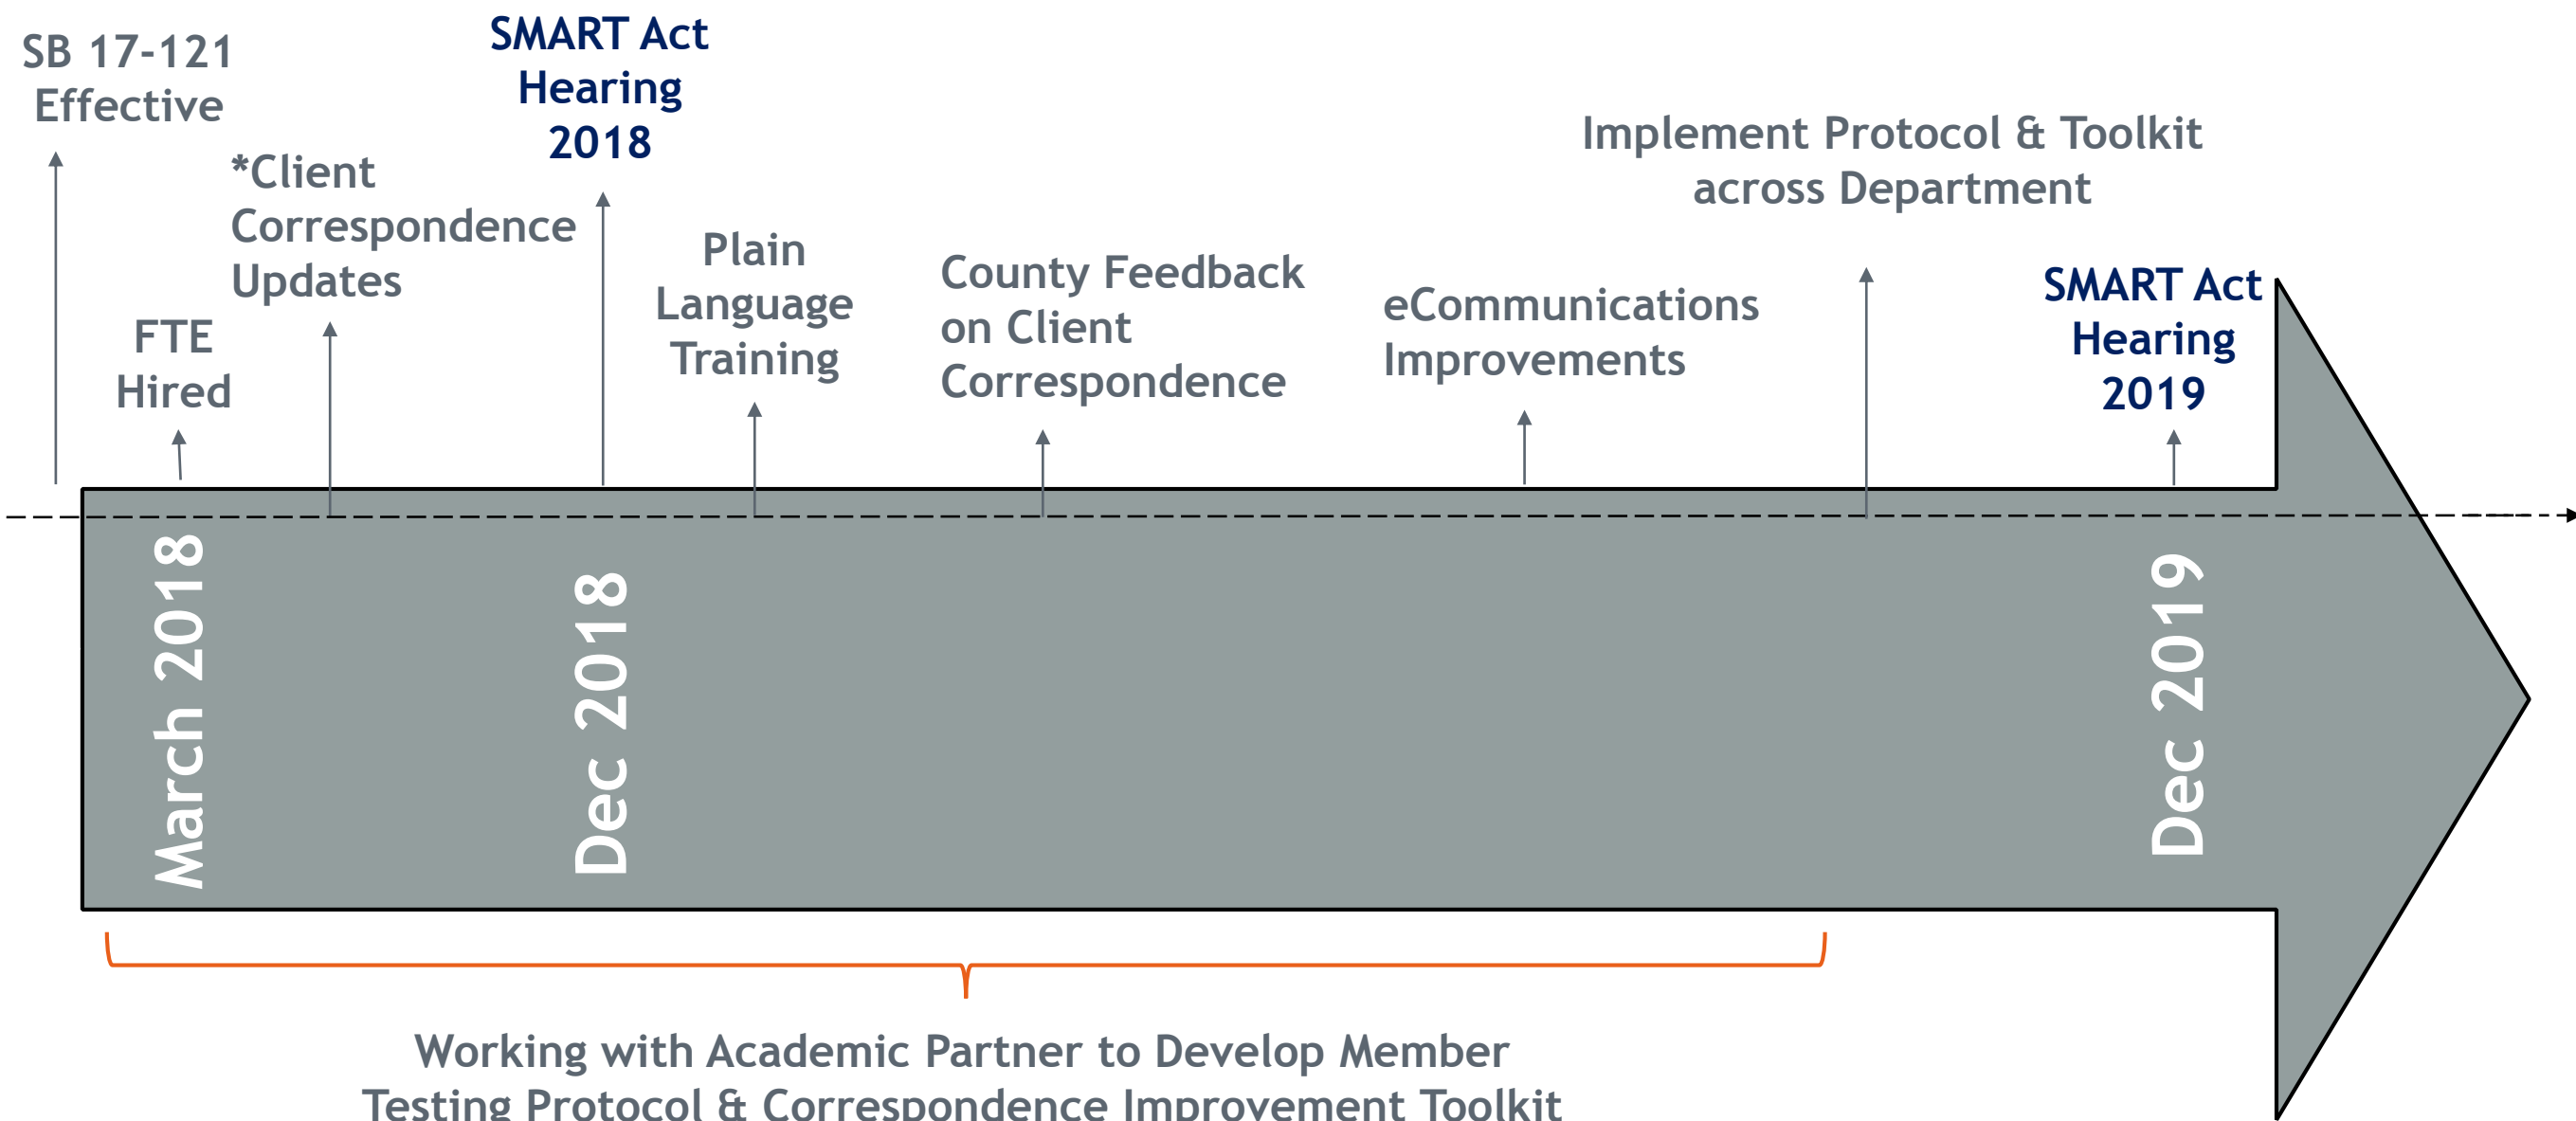 SB 17-121
Effective
FTE
Hired
*Client
Correspondence
Updates
SMART Act
Hearing
2018
Plain
Language
Training
County Feedback
on Client
Correspondence
eCommunications
Improvements
Implement Protocol & Toolkit
across Department
SMART Act
Hearing
2019
March 2018
Dec 2018
Dec 2019
Working with Academic Partner to Develop Member
Testing Protocol & Correspondence Improvement Toolkit